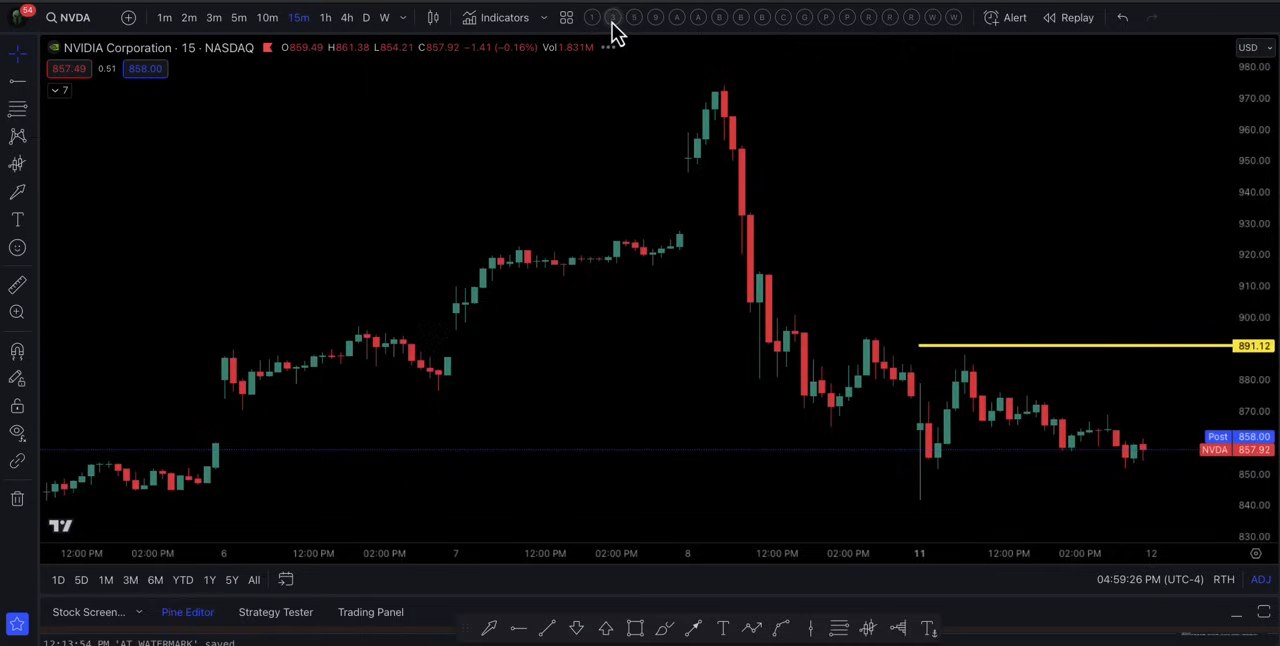 54
NVDA
1m 2m 3m 5m 10m 15m 1h 4h D W
Indicators
1 3 5 9 A A B B B C G P P R R R W W
Alert
Replay
NVIDIA Corporation · 15 · NASDAQ
O859.49 H861.38 L854.21 C857.92 −1.41 (−0.16%) Vol1.831M
USD
857.49 0.51 858.00
7
980.00
970.00
960.00
950.00
940.00
930.00
920.00
910.00
900.00
891.12
880.00
870.00
Post 858.00
NVDA 857.92
850.00
840.00
830.00
12:00 PM 02:00 PM 6 12:00 PM 02:00 PM 7 12:00 PM 02:00 PM 8 12:00 PM 02:00 PM 11 12:00 PM 02:00 PM 12
1D 5D 1M 3M 6M YTD 1Y 5Y All
04:59:26 PM (UTC-4) RTH ADJ
Stock Screen... Pine Editor Strategy Tester Trading Panel
12:13:54 PM 'AT WATERMARK' saved